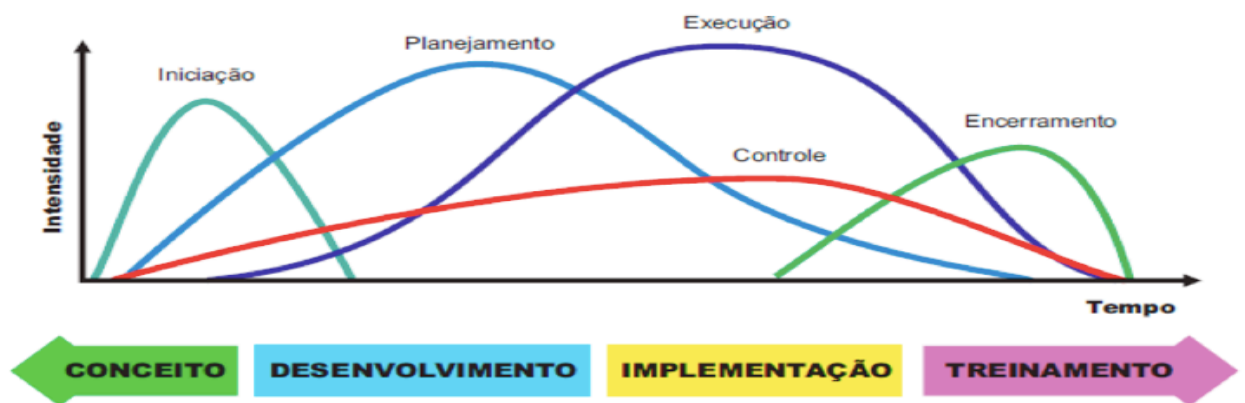 Execução
Planejamento
Iniciação
Encerramento
Controle
Intensidade
Tempo
CONCEITO
DESENVOLVIMENTO
IMPLEMENTAÇÃO
TREINAMENTO